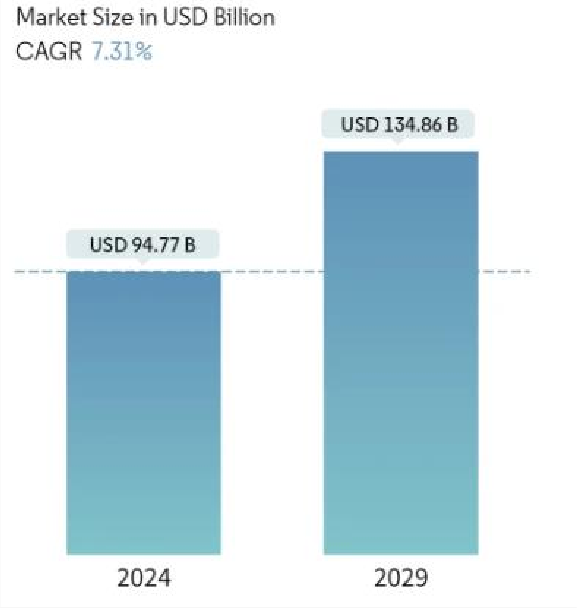 Market Size in USD Billion
CAGR 7.31%
USD 134.86 B
USD 94.77 B
2024 2029